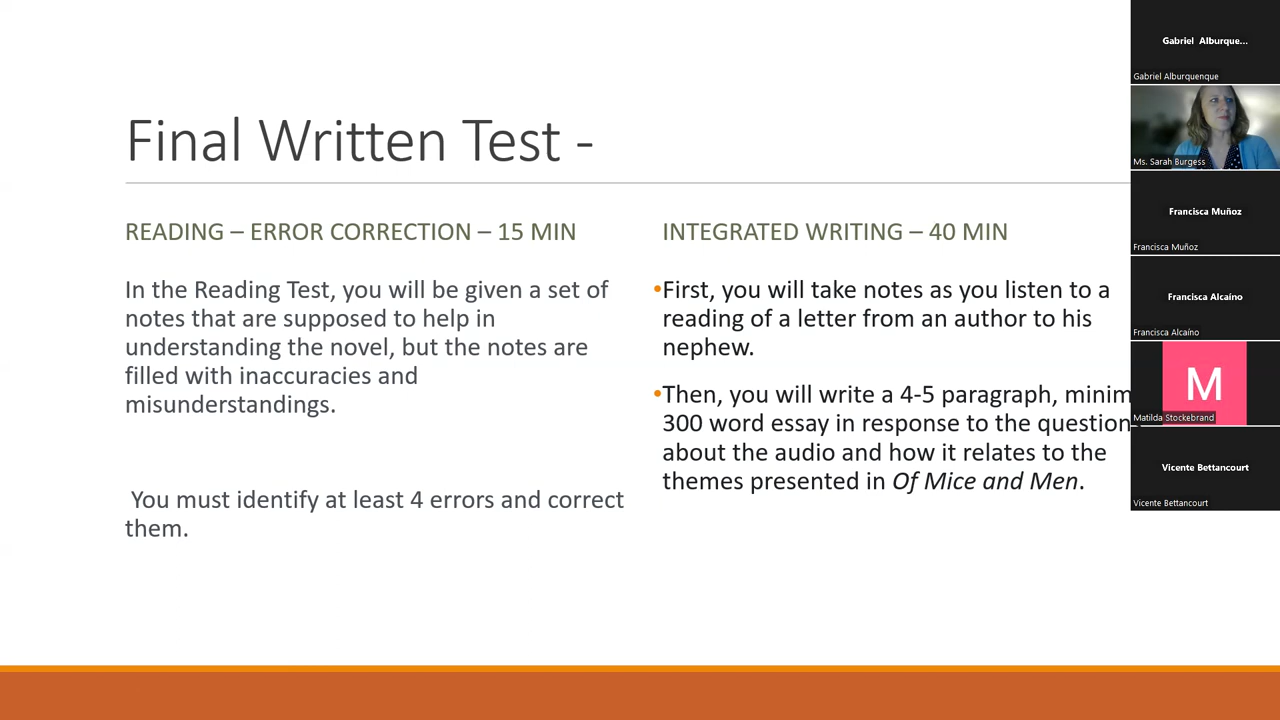 Final Written Test -
READING – ERROR CORRECTION – 15 MIN
In the Reading Test, you will be given a set of
notes that are supposed to help in
understanding the novel, but the notes are
filled with inaccuracies and
misunderstandings.
You must identify at least 4 errors and correct
them.
INTEGRATED WRITING – 40 MIN
•First, you will take notes as you listen to a
reading of a letter from an author to his
nephew.
•Then, you will write a 4-5 paragraph, minim
300 word essay in response to the question
about the audio and how it relates to the
themes presented in Of Mice and Men.
Gabriel Alburque...
Gabriel Alburquenque
Ms. Sarah Burgess
Francisca Muñoz
Francisca Muñoz
Francisca Alcaíno
Francisca Alcaíno
M
Matilda Stockebrand
Vicente Bettancourt
Vicente Bettancourt